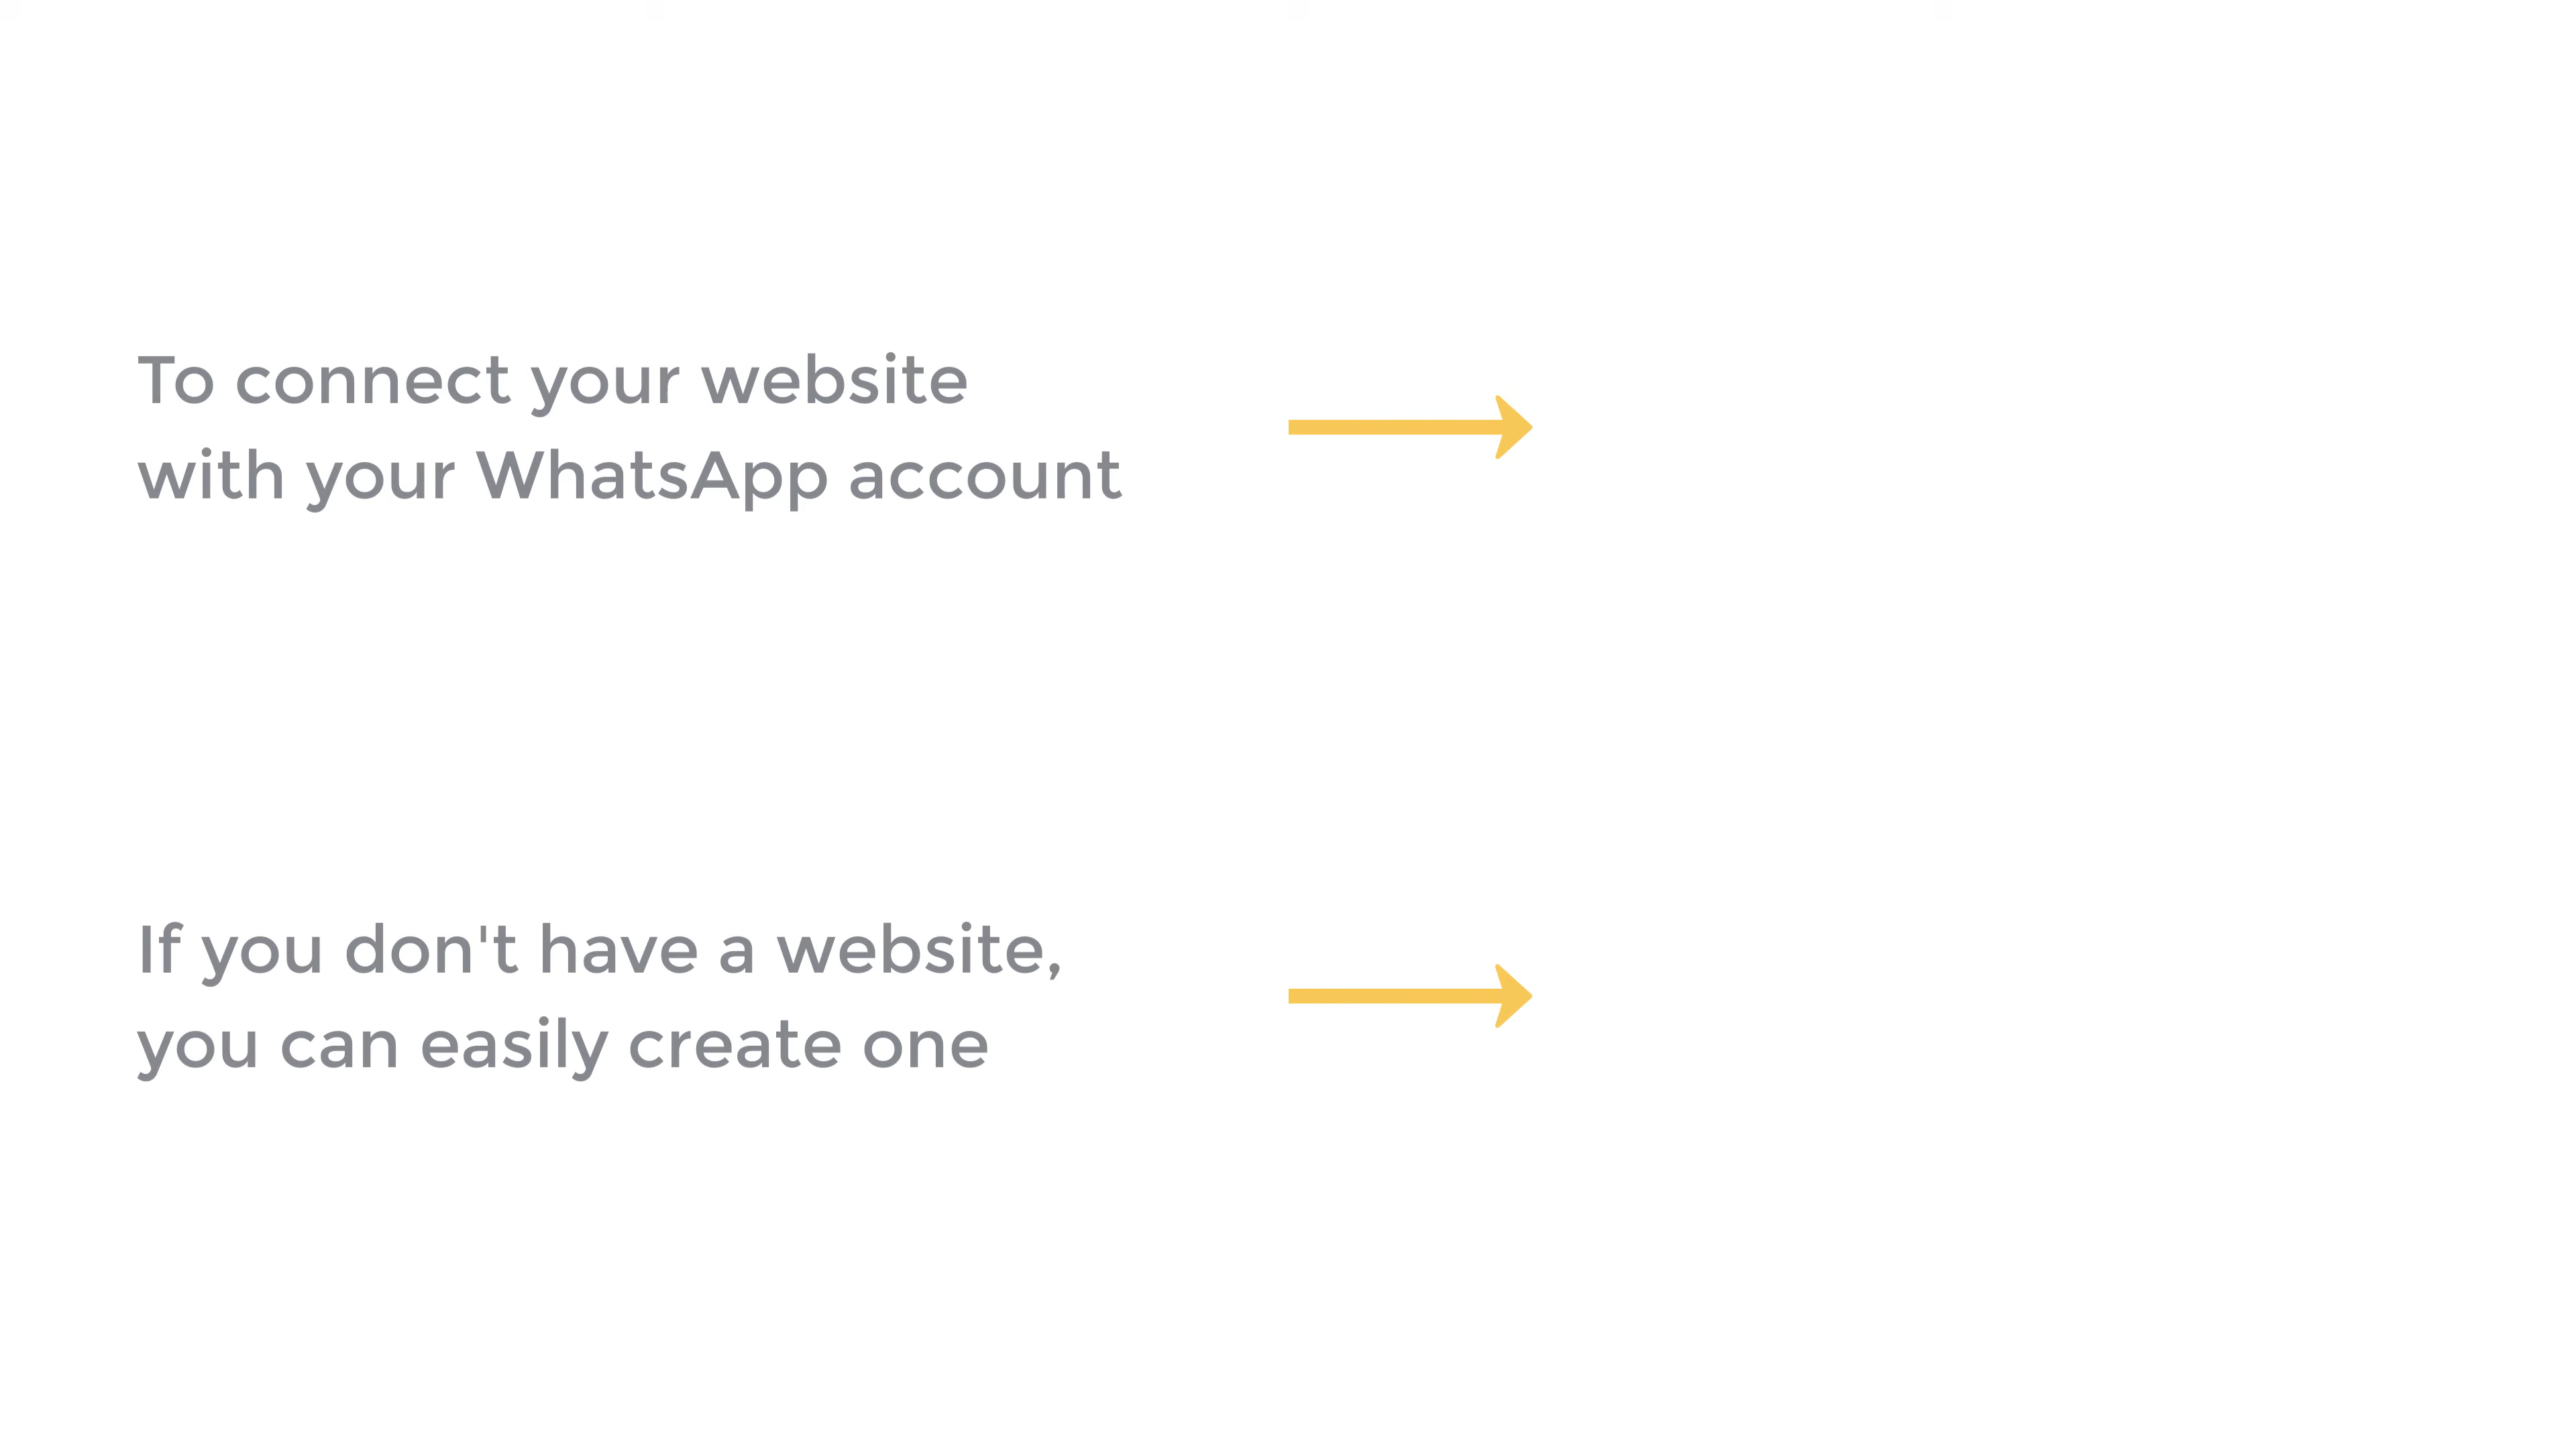 To connect your website
with your WhatsApp account
If you don't have a website,
you can easily create one